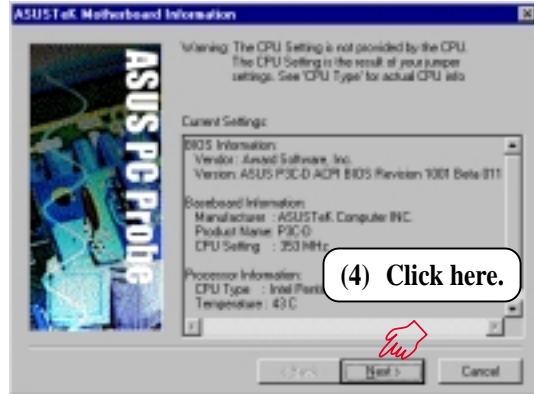 ASUSTeK Motherboard Information
Warning: The CPU Setting is not provided by the CPU.
The CPU Setting is the result of your jumper
settings. See 'CPU Type' for actual CPU info
ASUS PC Probe
Current Settings:
BIOS Information:
Vendor : Award Software, Inc.
Version: ASUS P3C-D ACPI BIOS Revision 1001 Beta 011
Baseboard Information:
Manufacturer : ASUSTeK Computer INC.
Product Name: P3C-D
CPU Setting : 353 MHz
Processor Information:
CPU Type : Intel
Temperature : 43 C
(4) Click here.
< Back
Next >
Cancel